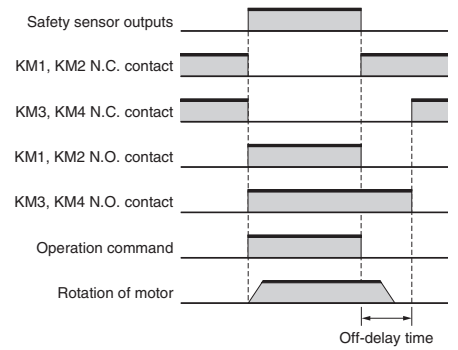 Safety sensor outputs
KM1, KM2 N.C. contact
KM3, KM4 N.C. contact
KM1, KM2 N.O. contact
KM3, KM4 N.O. contact
Operation command
Rotation of motor
Off-delay time